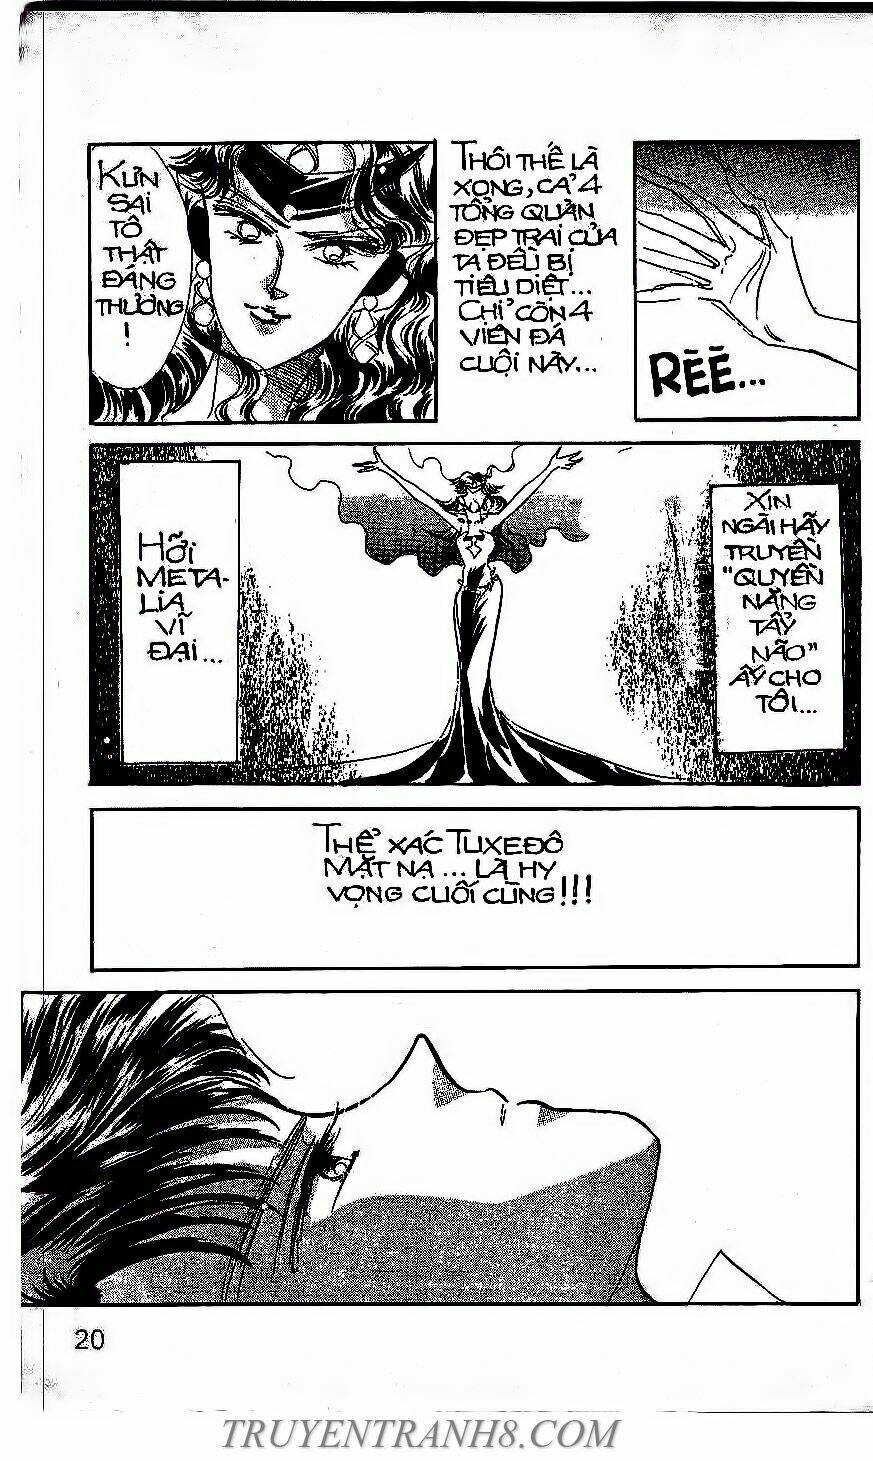 KƯN
SAI
TÔ
THẬT
ĐÁNG
THƯƠNG
!
THÔI THẾ LÀ
XONG, CẢ 4
TỔNG QUẢN
ĐẸP TRAI CỦA
TA ĐỀU BỊ
TIÊU DIỆT...
CHỈ CÒN 4
VIÊN ĐÁ
CUỘI NÀY...
RÈÈ...
HỠI
META-
LIA
VĨ
ĐẠI...
XIN
NGÀI HÃY
TRUYỀN
"QUYỀN
NĂNG
TẨY
NÃO"
ẤY CHO
TÔI...
THỂ XÁC TUXEĐÔ
MẶT NẠ ... LÀ HY
VỌNG CUỐI CÙNG!!!
20
TRUYENTRANH8.COM